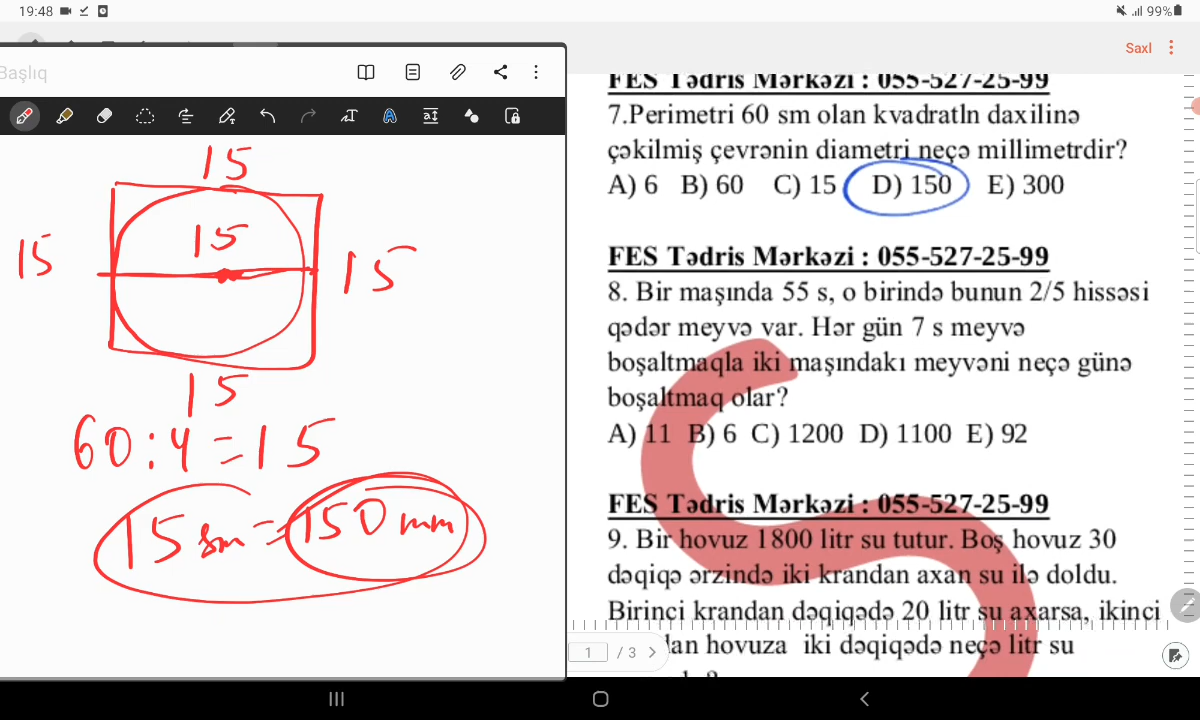 19:48
99%
Başlıq
Saxl
15
15
15
15
15
60:4=15
15 sm = 150 mm
FES Tədris Mərkəzi : 055-527-25-99
7.Perimetri 60 sm olan kvadratln daxilinə
çəkilmiş çevrənin diametri neçə millimetrdir?
A) 6 B) 60 C) 15 D) 150 E) 300
FES Tədris Mərkəzi : 055-527-25-99
8. Bir maşında 55 s, o birində bunun 2/5 hissəsi
qədər meyvə var. Hər gün 7 s meyvə
boşaltmaqla iki maşındakı meyvəni neçə günə
boşaltmaq olar?
A) 11 B) 6 C) 1200 D) 1100 E) 92
FES Tədris Mərkəzi : 055-527-25-99
9. Bir hovuz 1800 litr su tutur. Boş hovuz 30
dəqiqə ərzində iki krandan axan su ilə doldu.
Birinci krandan dəqiqədə 20 litr su axarsa, ikinci
hovuza iki dəqiqədə neçə litr su
1 / 3